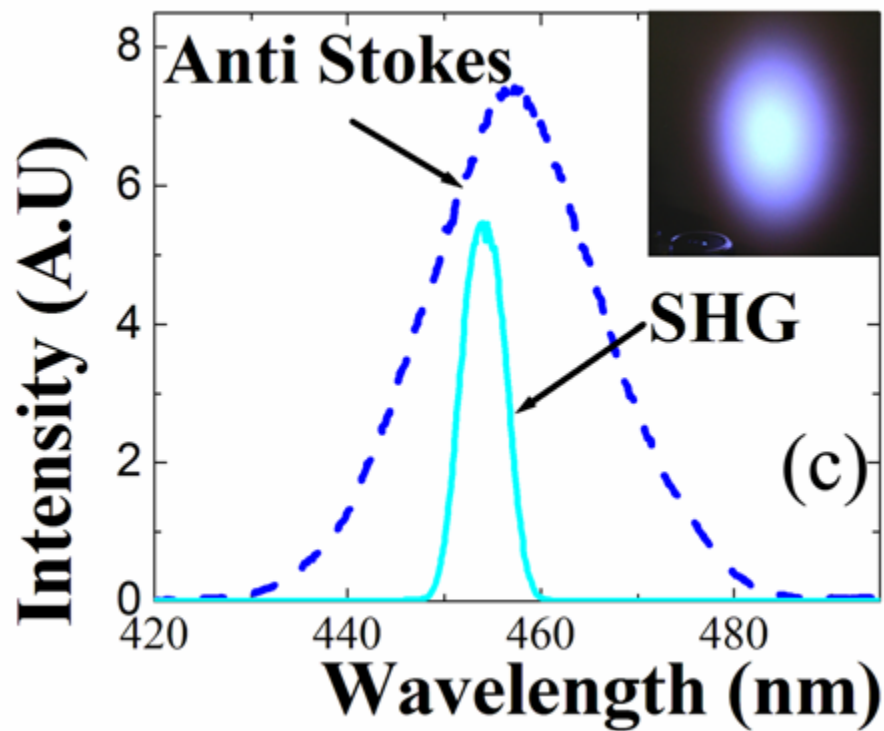 8
6
4
2
0
Intensity (A.U)
Anti Stokes
SHG
(c)
420
440
460
480
Wavelength (nm)